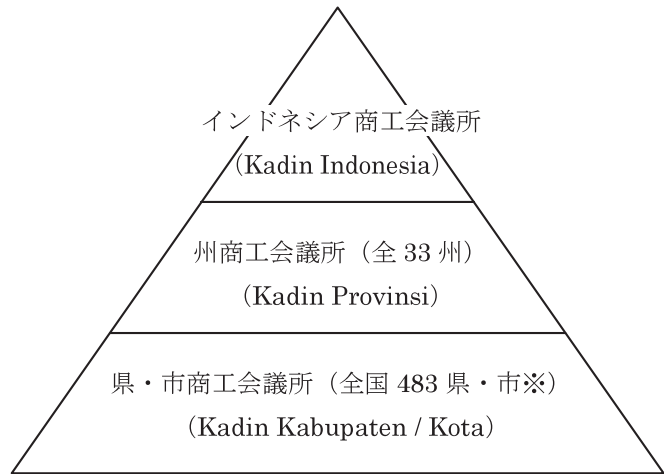 インドネシア商工会議所
（Kadin Indonesia）
州商工会議所（全 33 州）
（Kadin Provinsi）
県・市商工会議所（全国 483 県・市※）
（Kadin Kabupaten / Kota）